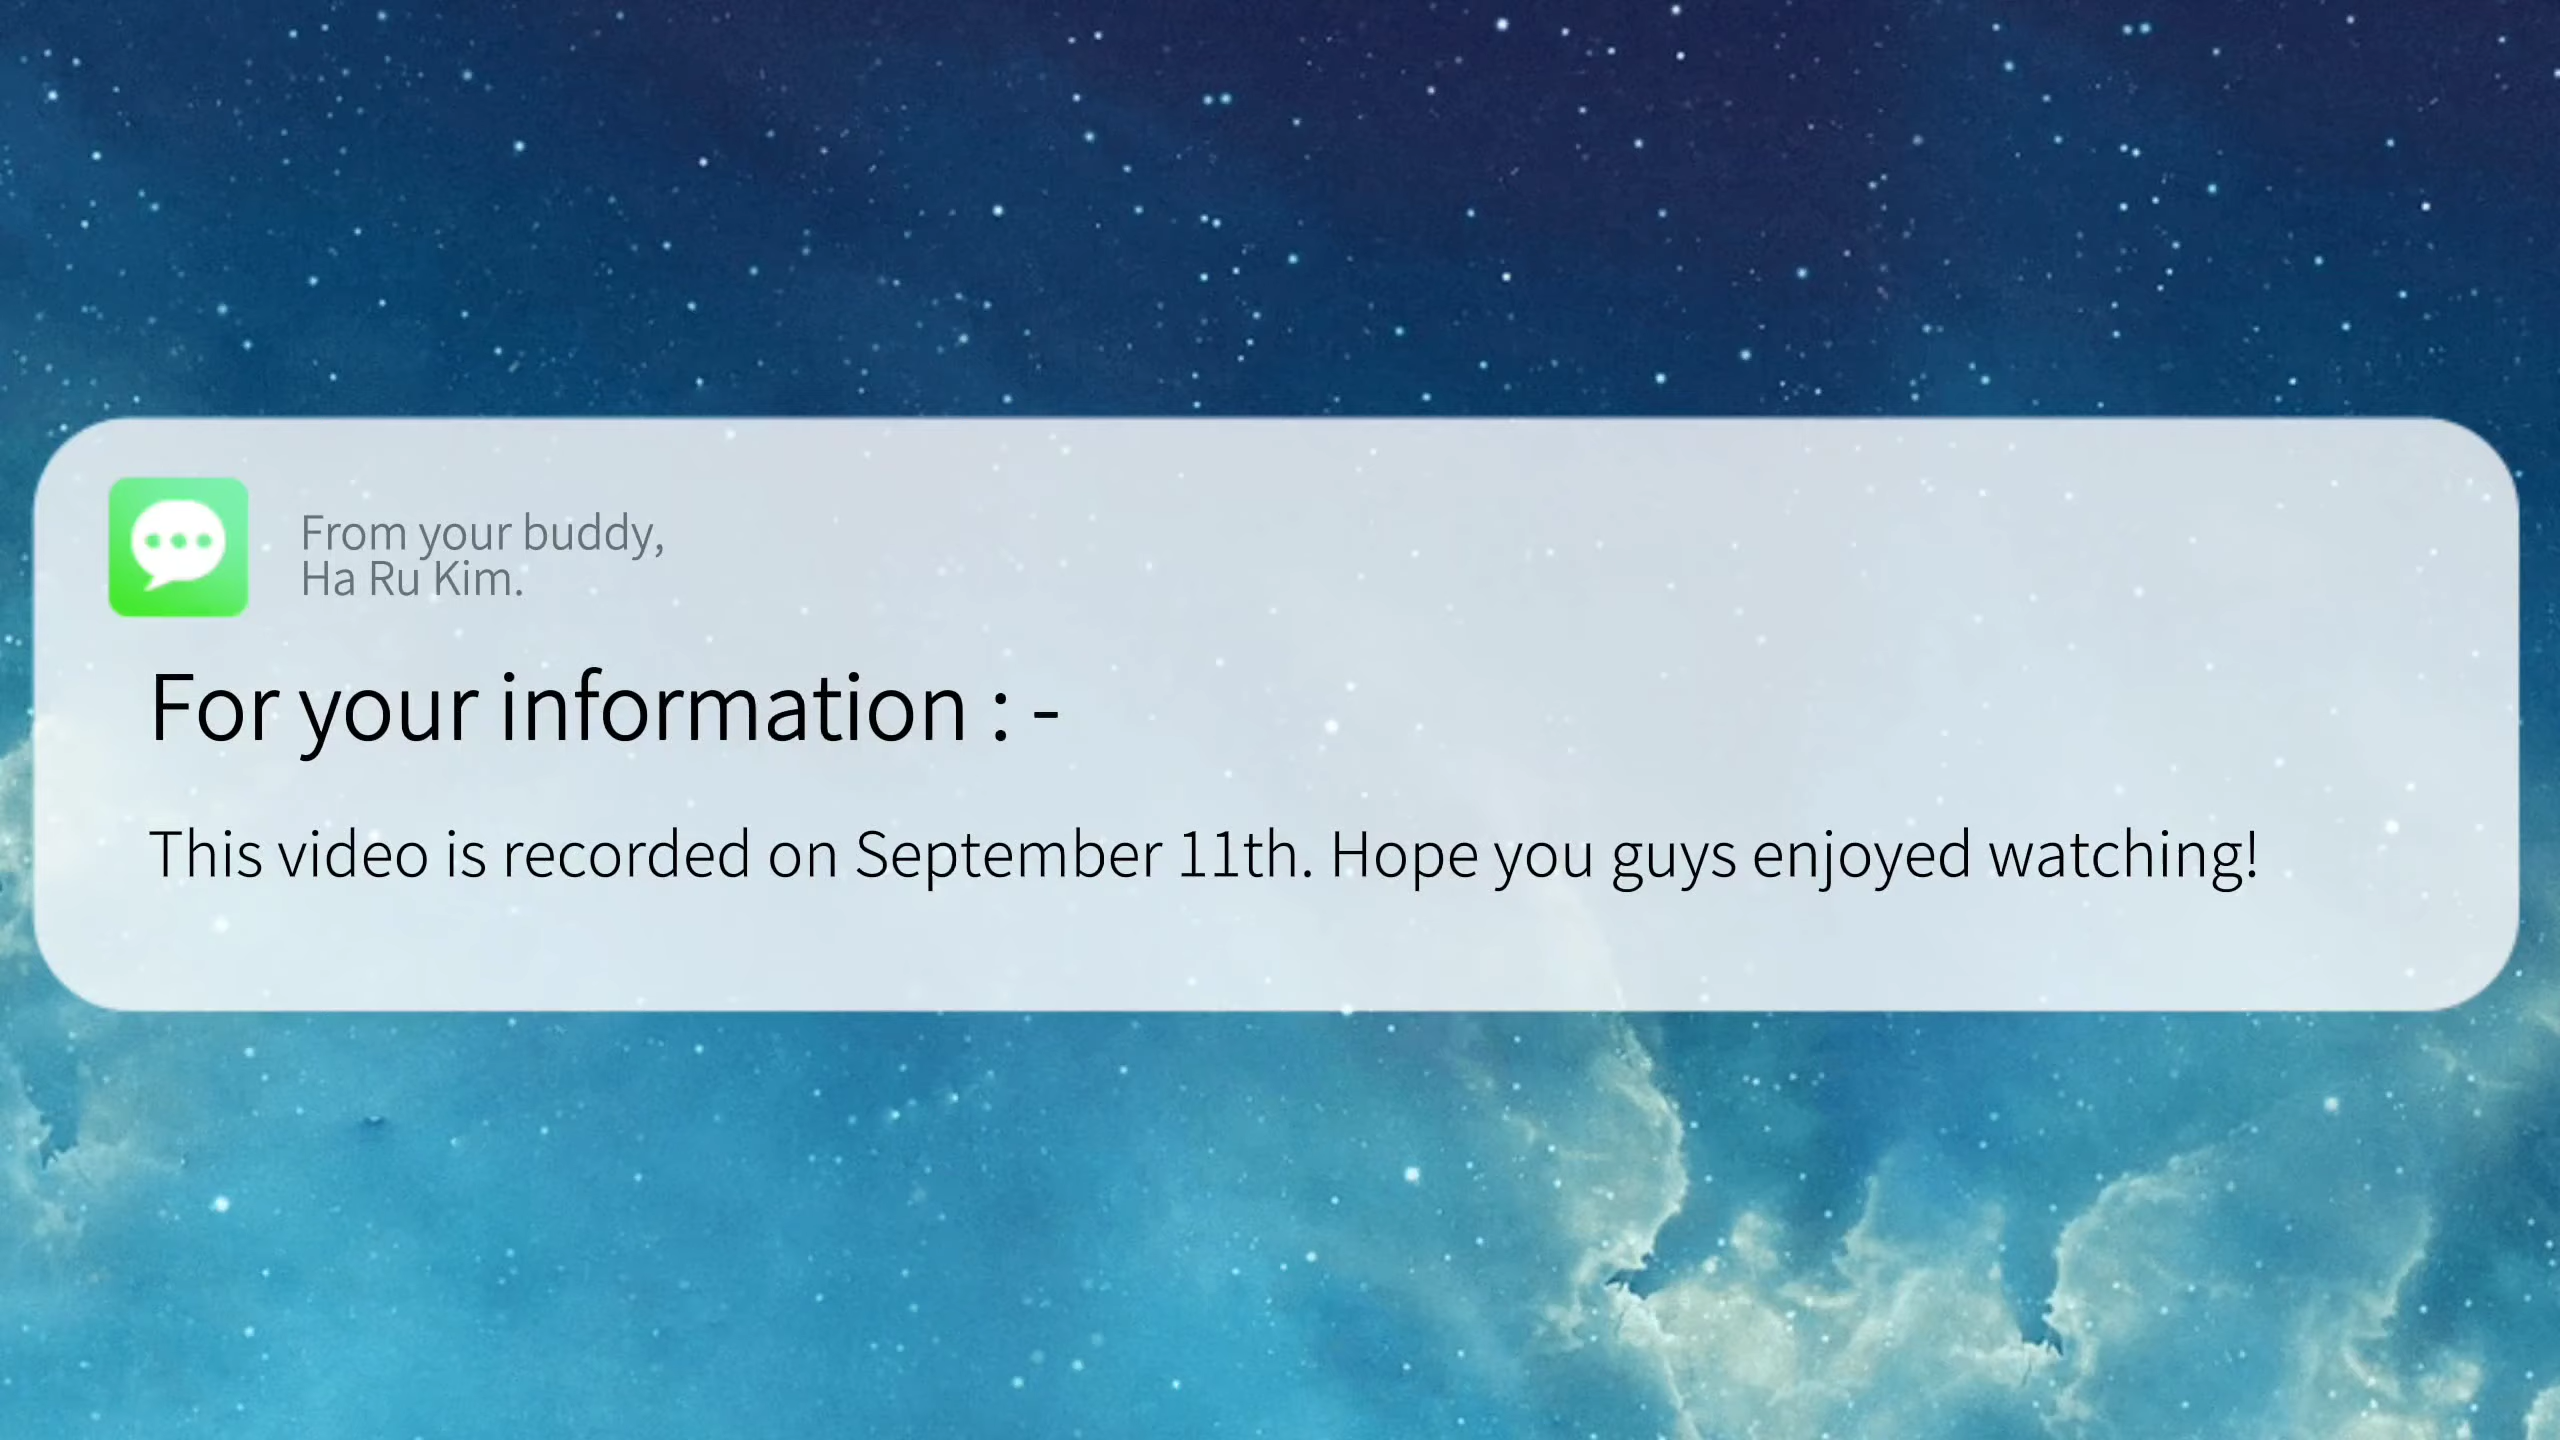 From your buddy,
Ha Ru Kim.
For your information : -
This video is recorded on September 11th. Hope you guys enjoyed watching!